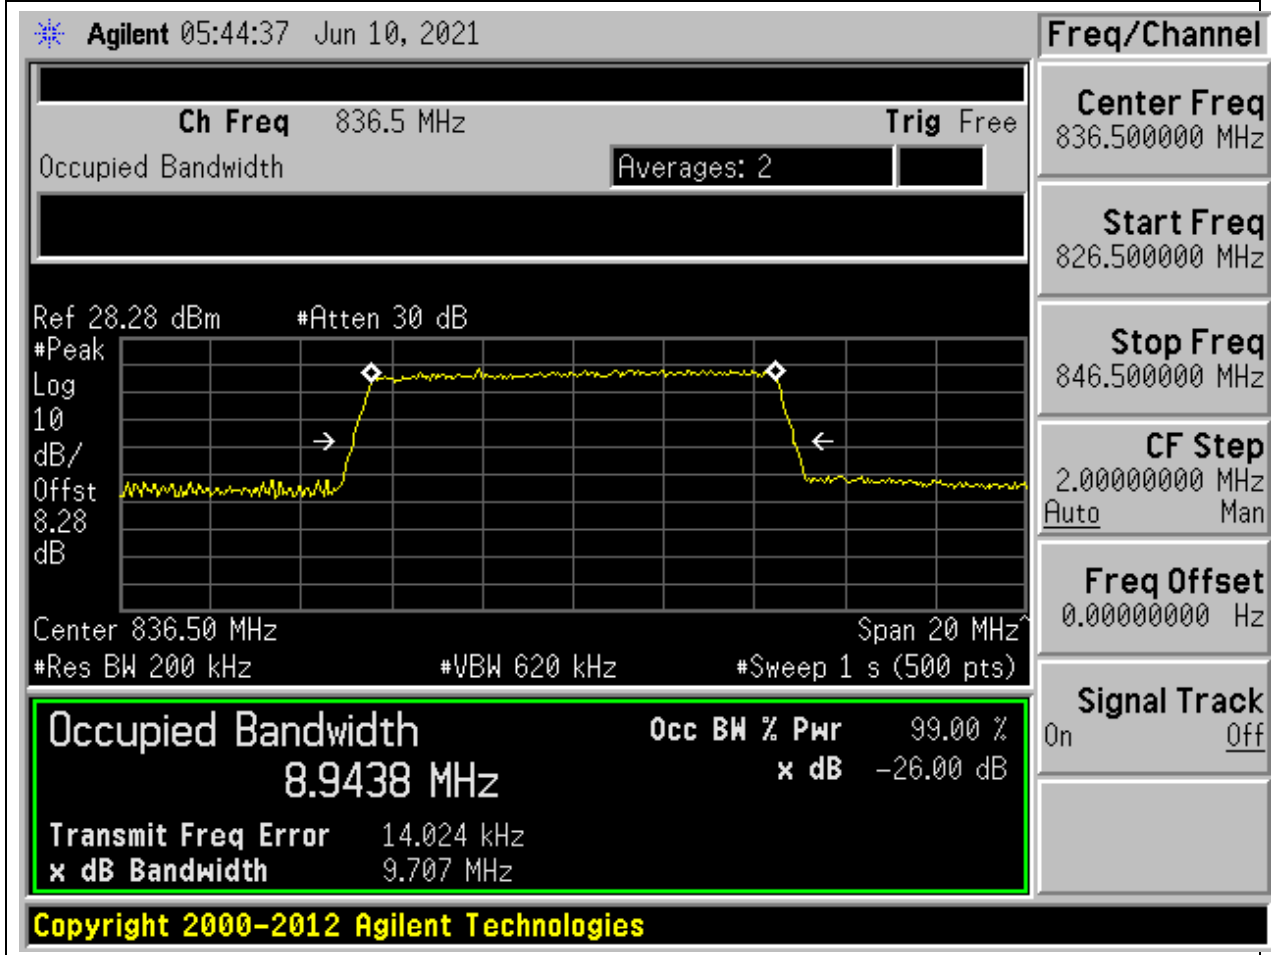 Agilent 05:44:37 Jun 10, 2021
Freq/Channel
Ch Freq 836.5 MHz Trig Free
Occupied Bandwidth Averages: 2
Ref 28.28 dBm #Atten 30 dB
#Peak
Log
10
dB/
Offst
8.28
dB
Center 836.50 MHz Span 20 MHz^
#Res BW 200 kHz #VBW 620 kHz #Sweep 1 s (500 pts)
Occupied Bandwidth
8.9438 MHz
Occ BW % Pwr 99.00 %
x dB -26.00 dB
Transmit Freq Error 14.024 kHz
x dB Bandwidth 9.707 MHz
Copyright 2000-2012 Agilent Technologies
Center Freq
836.500000 MHz
Start Freq
826.500000 MHz
Stop Freq
846.500000 MHz
CF Step
2.00000000 MHz
Auto Man
Freq Offset
0.00000000 Hz
Signal Track
On Off